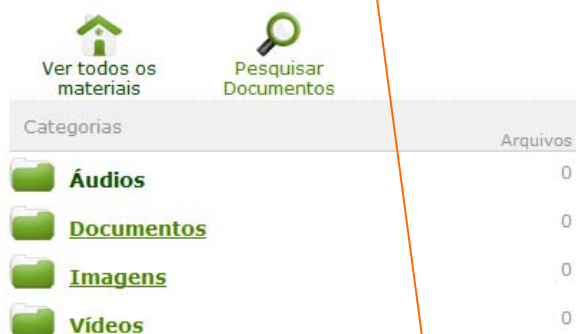 Ver todos os
materiais
Pesquisar
Documentos
Categorias
Arquivos
Áudios 0
Documentos 0
Imagens 0
Vídeos 0